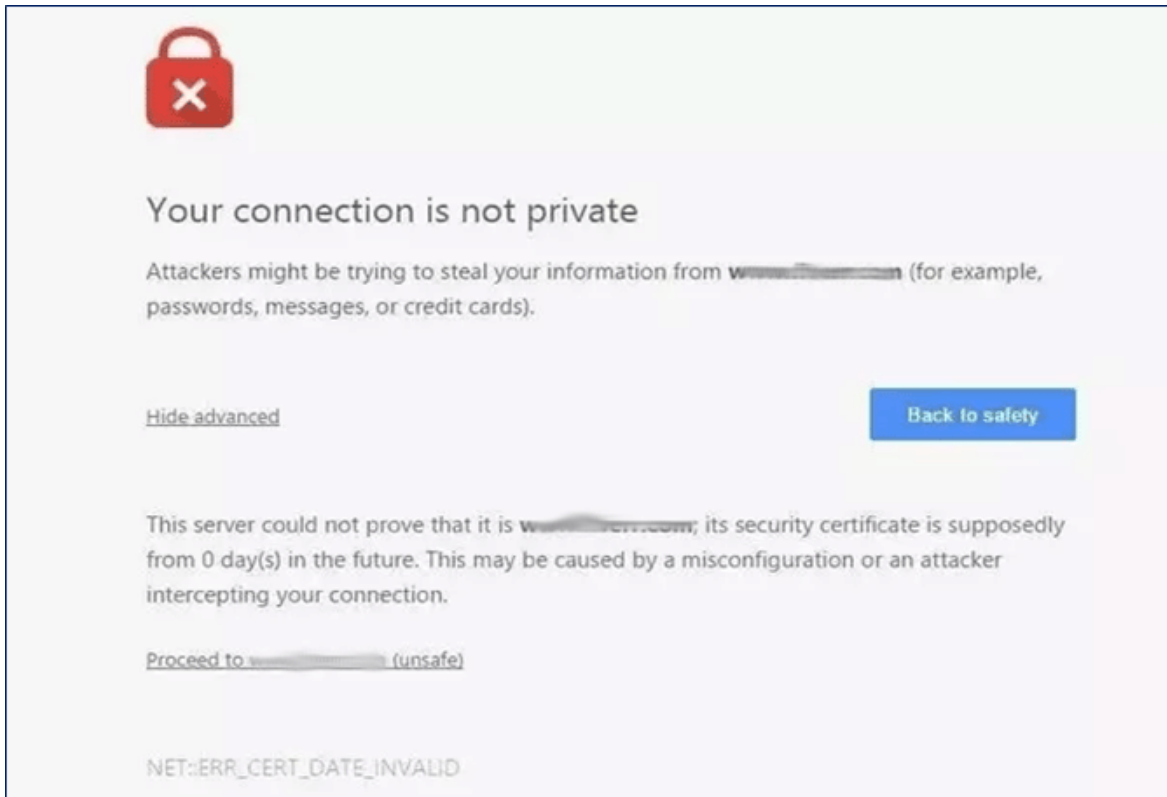 Your connection is not private
Attackers might be trying to steal your information from (for example,
passwords, messages, or credit cards).
Hide advanced
Back to safety
This server could not prove that it is ; its security certificate is supposedly
from 0 day(s) in the future. This may be caused by a misconfiguration or an attacker
intercepting your connection.
Proceed to (unsafe)
NET::ERR_CERT_DATE_INVALID